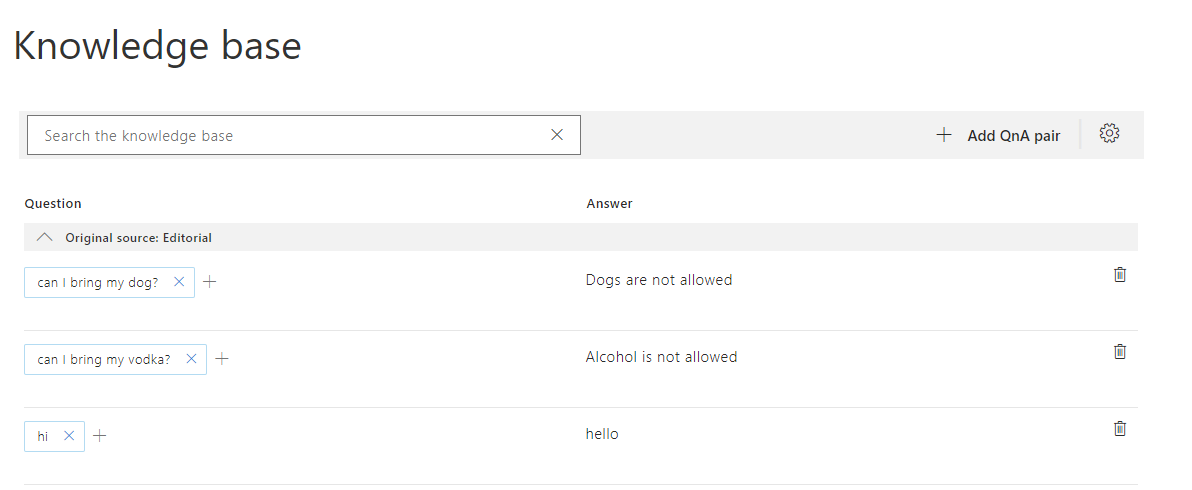 Knowledge base
Search the knowledge base
Add QnA pair
Question Answer
Original source: Editorial
can I bring my dog? Dogs are not allowed
can I bring my vodka? Alcohol is not allowed
hi hello